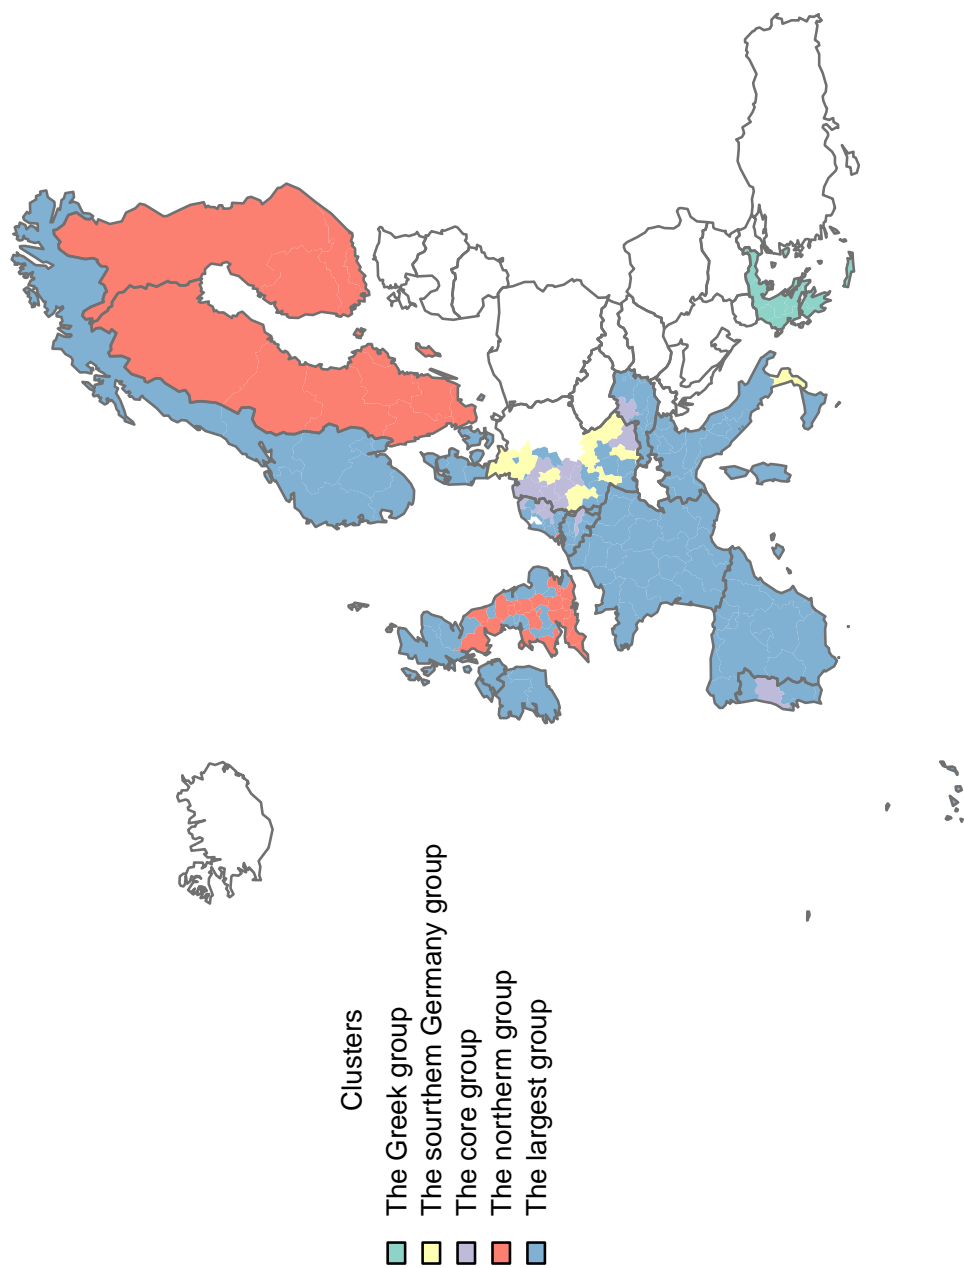 Clusters
The Greek group
The sourthem Germany group
The core group
The northerm group
The largest group